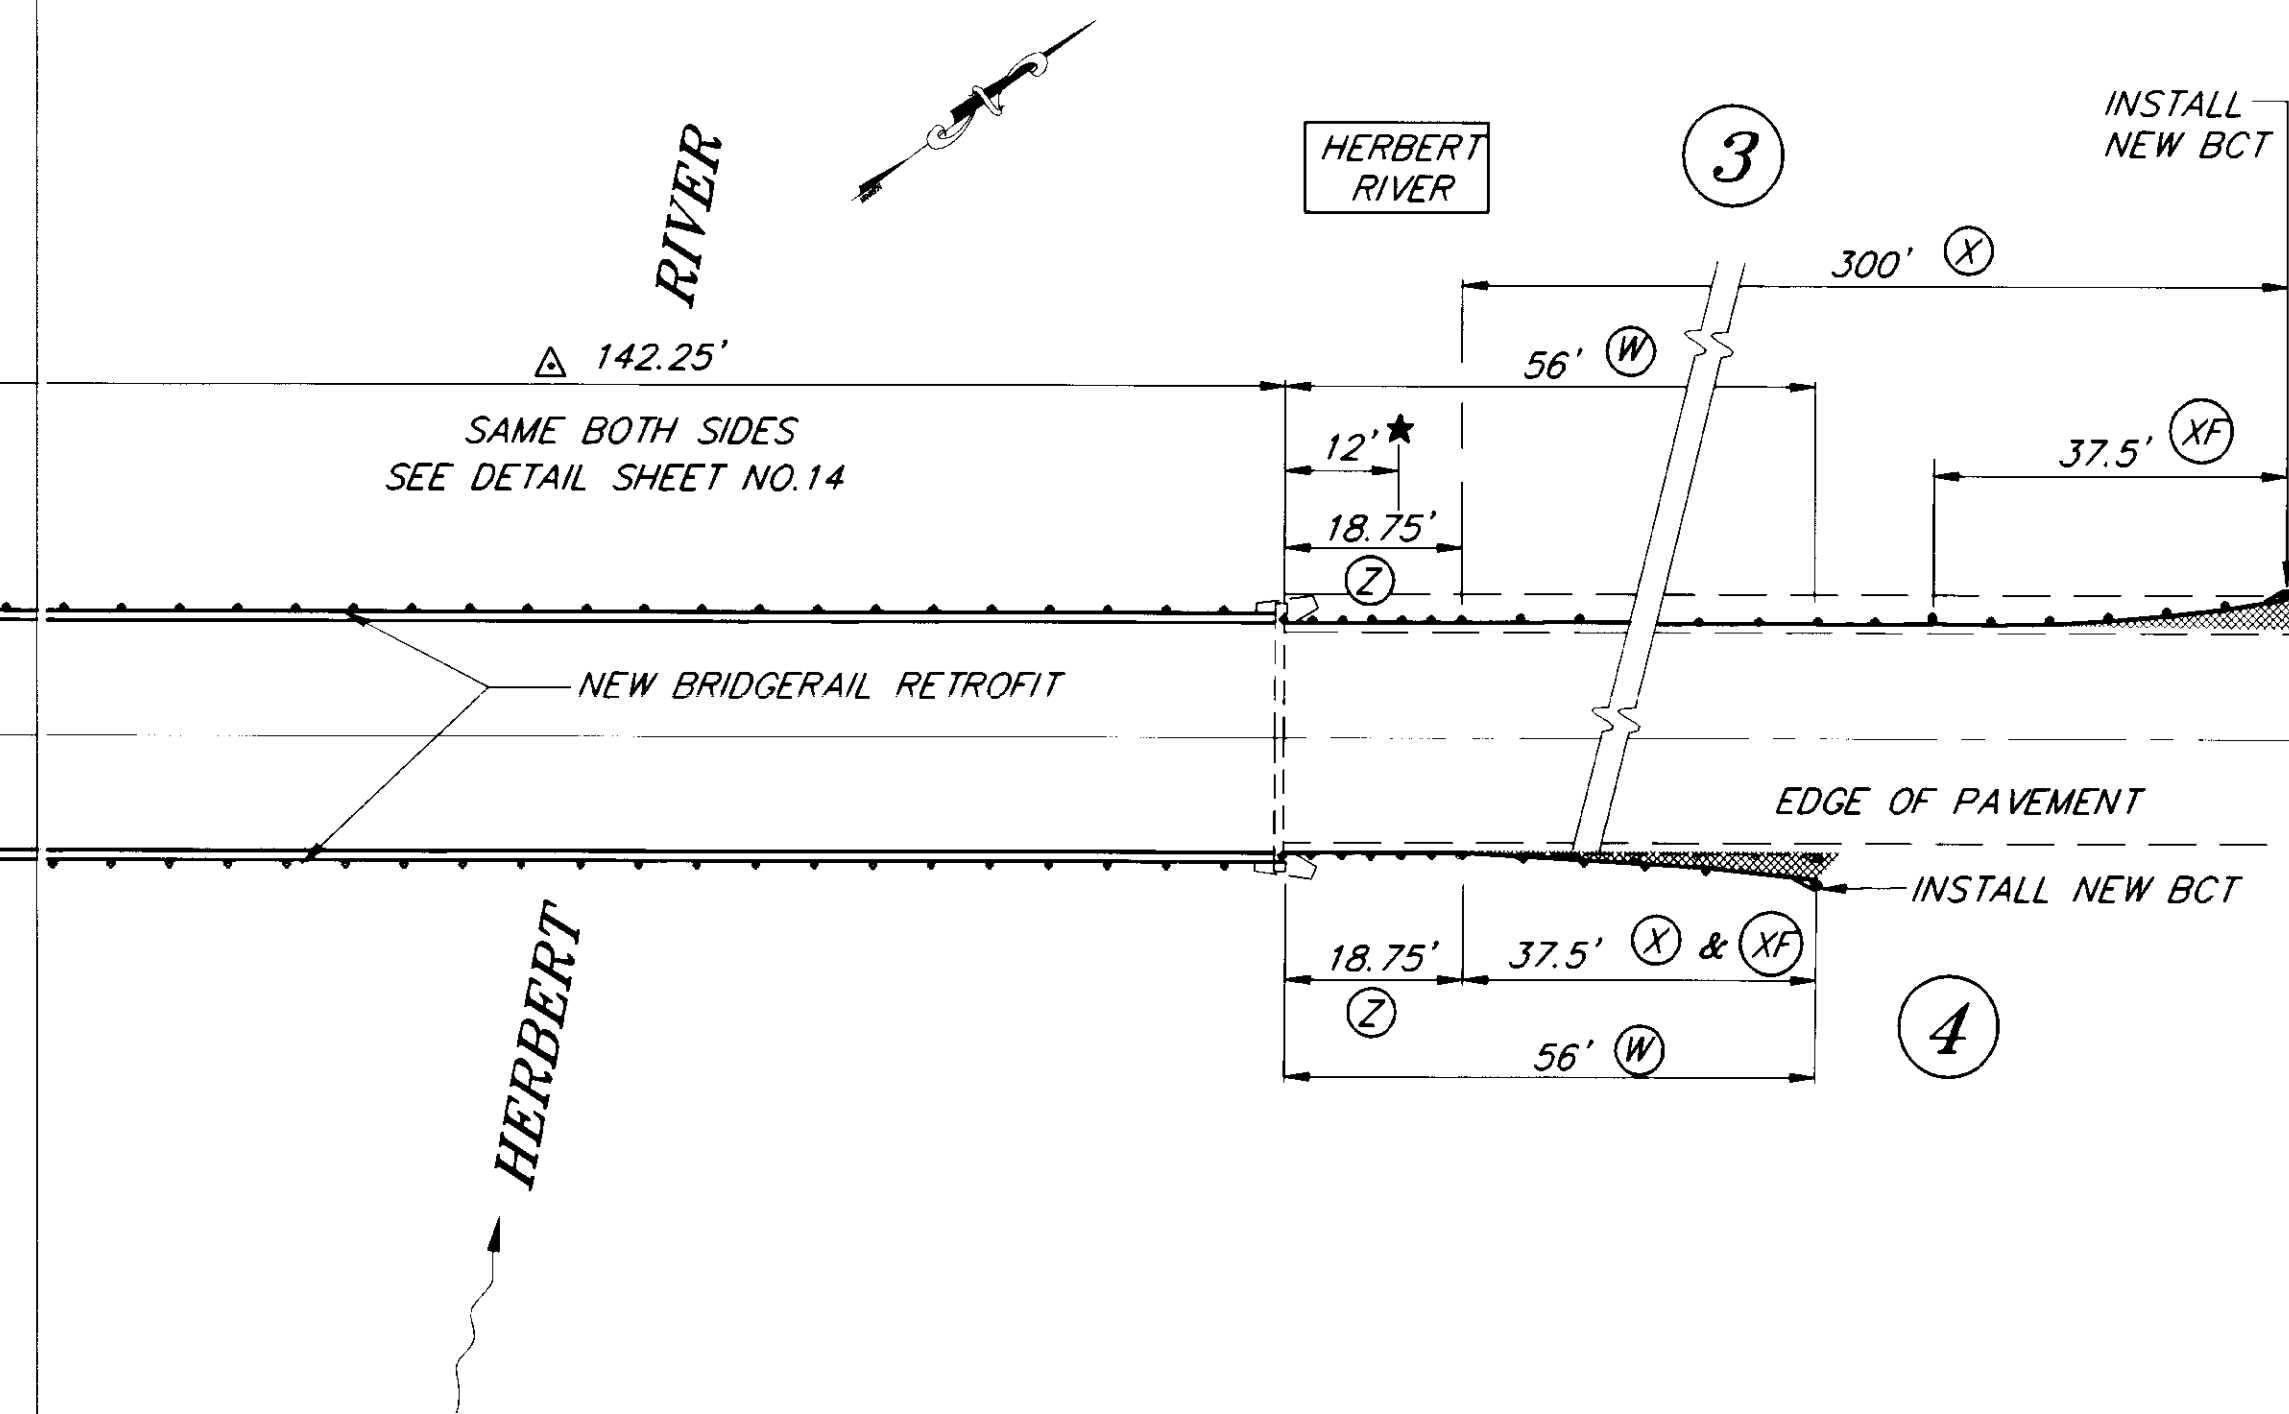 INSTALL
NEW BCT
HERBERT
RIVER
3
RIVER
300' X
142.25'
56' W
SAME BOTH SIDES
SEE DETAIL SHEET NO.14
12'
37.5' XF
18.75'
Z
NEW BRIDGERAIL RETROFIT
EDGE OF PAVEMENT
INSTALL NEW BCT
HERBERT
18.75'
37.5' X & XF
Z
4
56' W